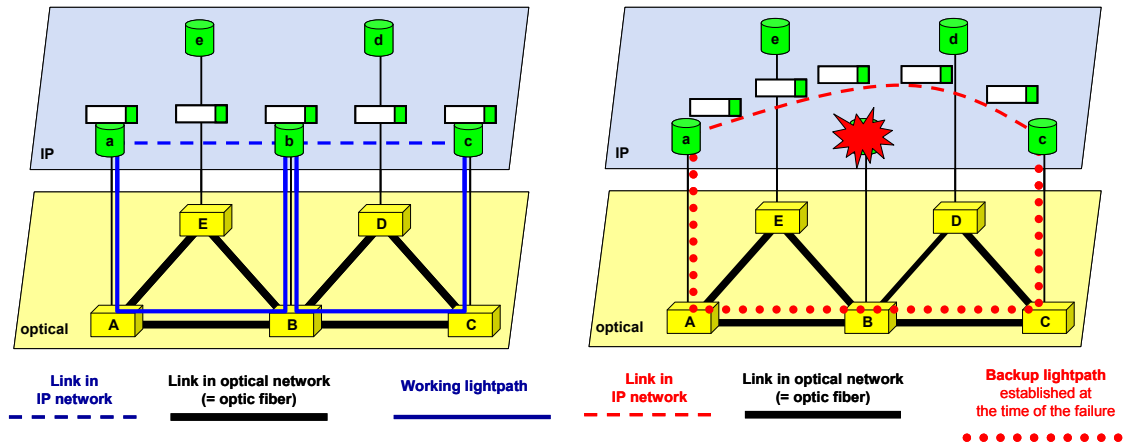 e
d
a
b
c
IP
E
D
A
B
C
optical
Link in
IP network
Link in optical network
(= optic fiber)
Working lightpath
e
d
a
c
IP
E
D
A
B
C
optical
Link in
IP network
Link in optical network
(= optic fiber)
Backup lightpath
established at
the time of the failure